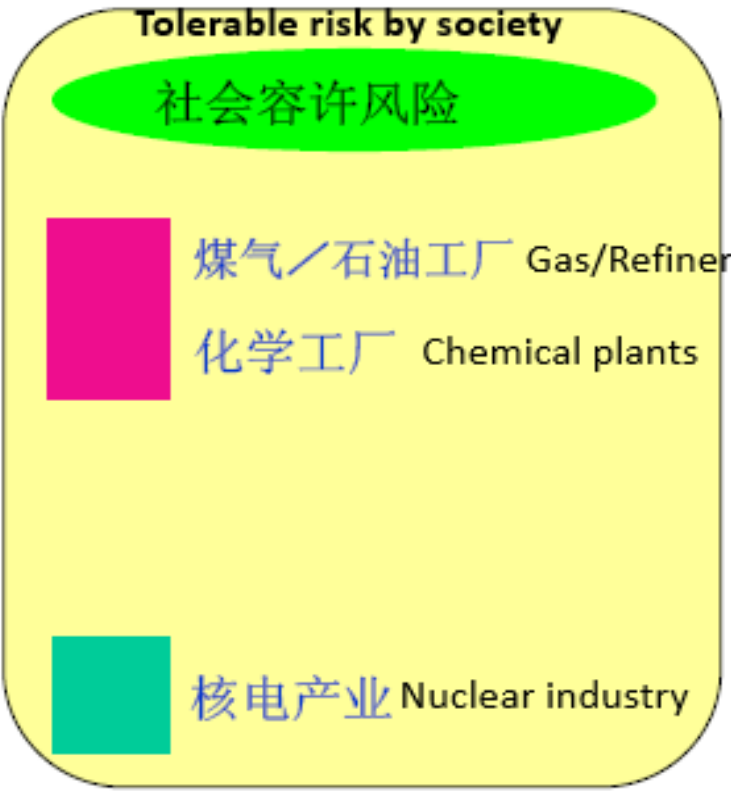 Tolerable risk by society
社会容许风险
煤气／石油工厂 Gas/Refiner
化学工厂 Chemical plants
核电产业 Nuclear industry